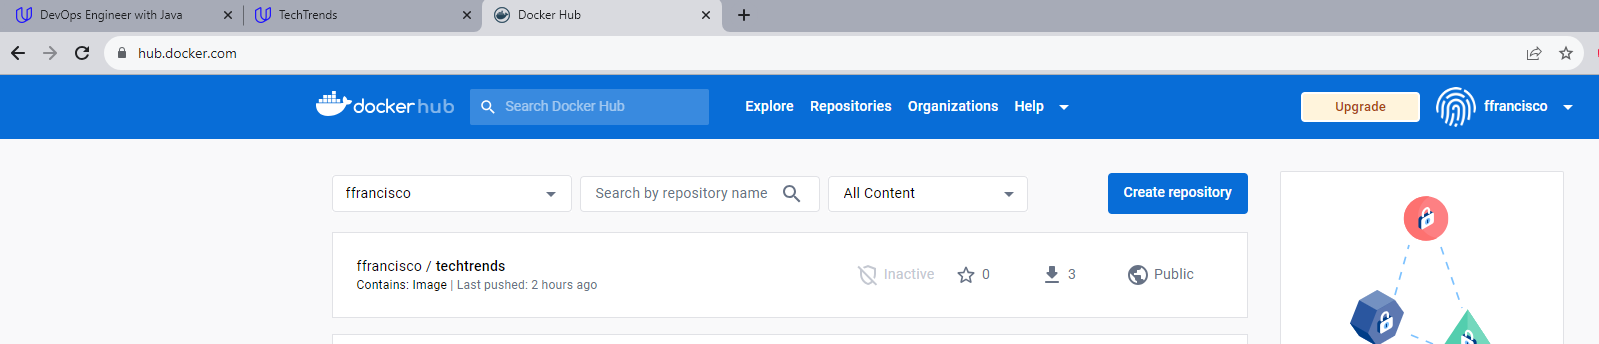 DevOps Engineer with Java
TechTrends
Docker Hub
hub.docker.com
dockerhub
Search Docker Hub
Explore
Repositories
Organizations
Help
Upgrade
ffrancisco
ffrancisco
Search by repository name
All Content
Create repository
ffrancisco / techtrends
Inactive
0
3
Public
Contains: Image | Last pushed: 2 hours ago